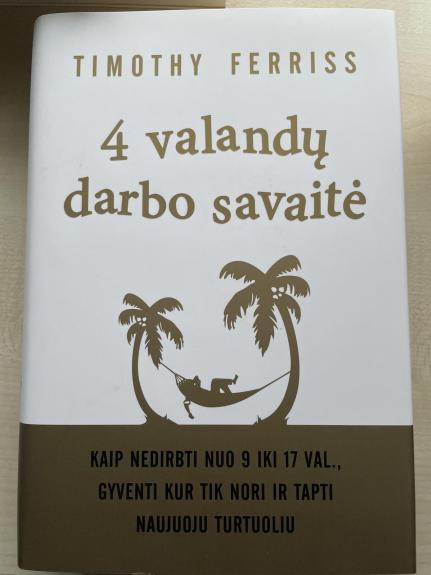 TIMOTHY FERRISS
4 valandų
darbo savaitė
KAIP NEDIRBTI NUO 9 IKI 17 VAL.,
GYVENTI KUR TIK NORI IR TAPTI
NAUJUOJU TURTUOLIU